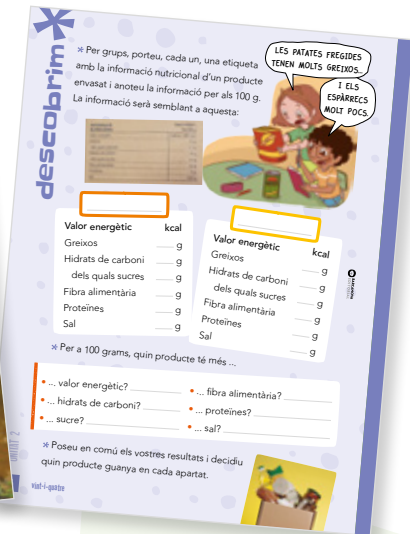 descobrim
* Per grups, porteu, cada un, una etiqueta
amb la informació nutricional d'un producte
envasat i anoteu la informació per als 100 g.
La informació serà semblant a aquesta:
LES PATATES FREGIDES
TENEN MOLTS GREIXOS...
I ELS
ESPÀRRECS
MOLT POCS.
Valor energètic kcal
Greixos g
Hidrats de carboni g
dels quals sucres g
Fibra alimentària g
Proteïnes g
Sal g
Valor energètic kcal
Greixos g
Hidrats de carboni g
dels quals sucres g
Fibra alimentària g
Proteïnes g
Sal g
* Per a 100 grams, quin producte té més ...
• ... valor energètic?
• ... hidrats de carboni?
• ... sucre?
• ... fibra alimentària?
• ... proteïnes?
• ... sal?
* Poseu en comú els vostres resultats i decidiu
quin producte guanya en cada apartat.
vint-i-quatre